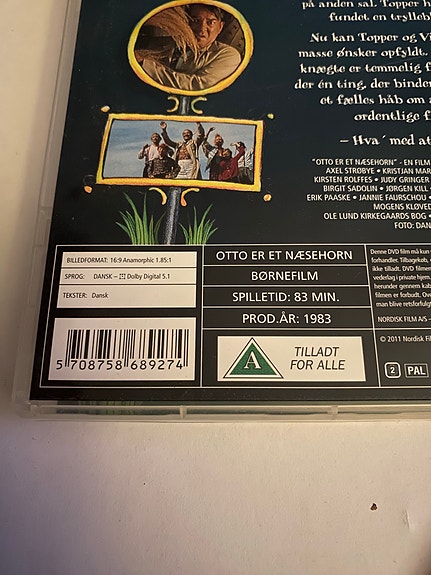 på anden sal. Topper h
fundet en trylleb
Nu kan Topper og Vi
masse ønsker opfyldt.
knægte er temmelig f
der én ting, der binder
et fælles håb om a
ordentlige f
– Hva´ med at
"OTTO ER ET NÆSEHORN" - EN FILM
AXEL STRØBYE • KRISTJAN MAR
KIRSTEN ROLFFES • JUDY GRINGER
BIRGIT SADOLIN • JØRGEN KILL
ERIK PAASKE • JANNIE FAURSCHOU
MOGENS KLØVED
OLE LUND KIRKEGAARDS BOG
FOTO: DAN
BILLEDFORMAT: 16:9 Anamorphic 1.85:1
SPROG: DANSK – Dolby Digital 5.1
TEKSTER: Dansk
5 708758 689274
OTTO ER ET NÆSEHORN
BØRNEFILM
SPILLETID: 83 MIN.
PROD.ÅR: 1983
A
TILLADT
FOR ALLE
Denne DVD film må kun
forhandler. Tilbagekøb,
ikke tilladt. DVD filmen
vederlag i private hjem.
herunder gennem kabe
filmen er forbudt. Ove
man blive retsforfulgt
NORDISK FILM A/S –
© 2011 Nordisk Fil
2 PAL